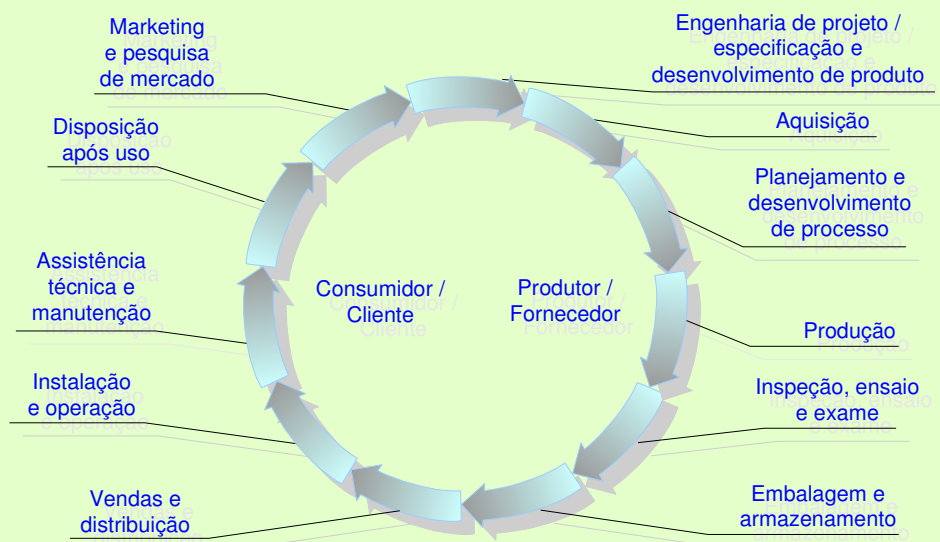 Marketing
e pesquisa
de mercado
Engenharia de projeto /
especificação e
desenvolvimento de produto
Aquisição
Planejamento e
desenvolvimento
de processo
Produção
Inspeção, ensaio
e exame
Embalagem e
armazenamento
Vendas e
distribuição
Instalação
e operação
Assistência
técnica e
manutenção
Disposição
após uso
Consumidor /
Cliente
Produtor /
Fornecedor